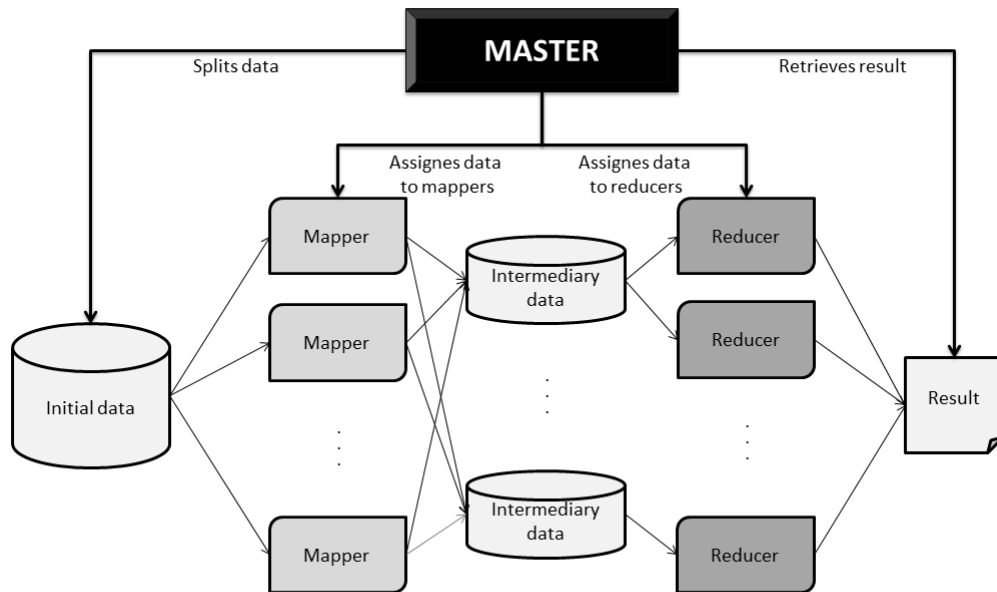 MASTER
Splits data
Retrieves result
Assignes data
to mappers
Assignes data
to reducers
Mapper
Reducer
Intermediary
data
Mapper
Reducer
Initial data
Result
Intermediary
data
Mapper
Reducer